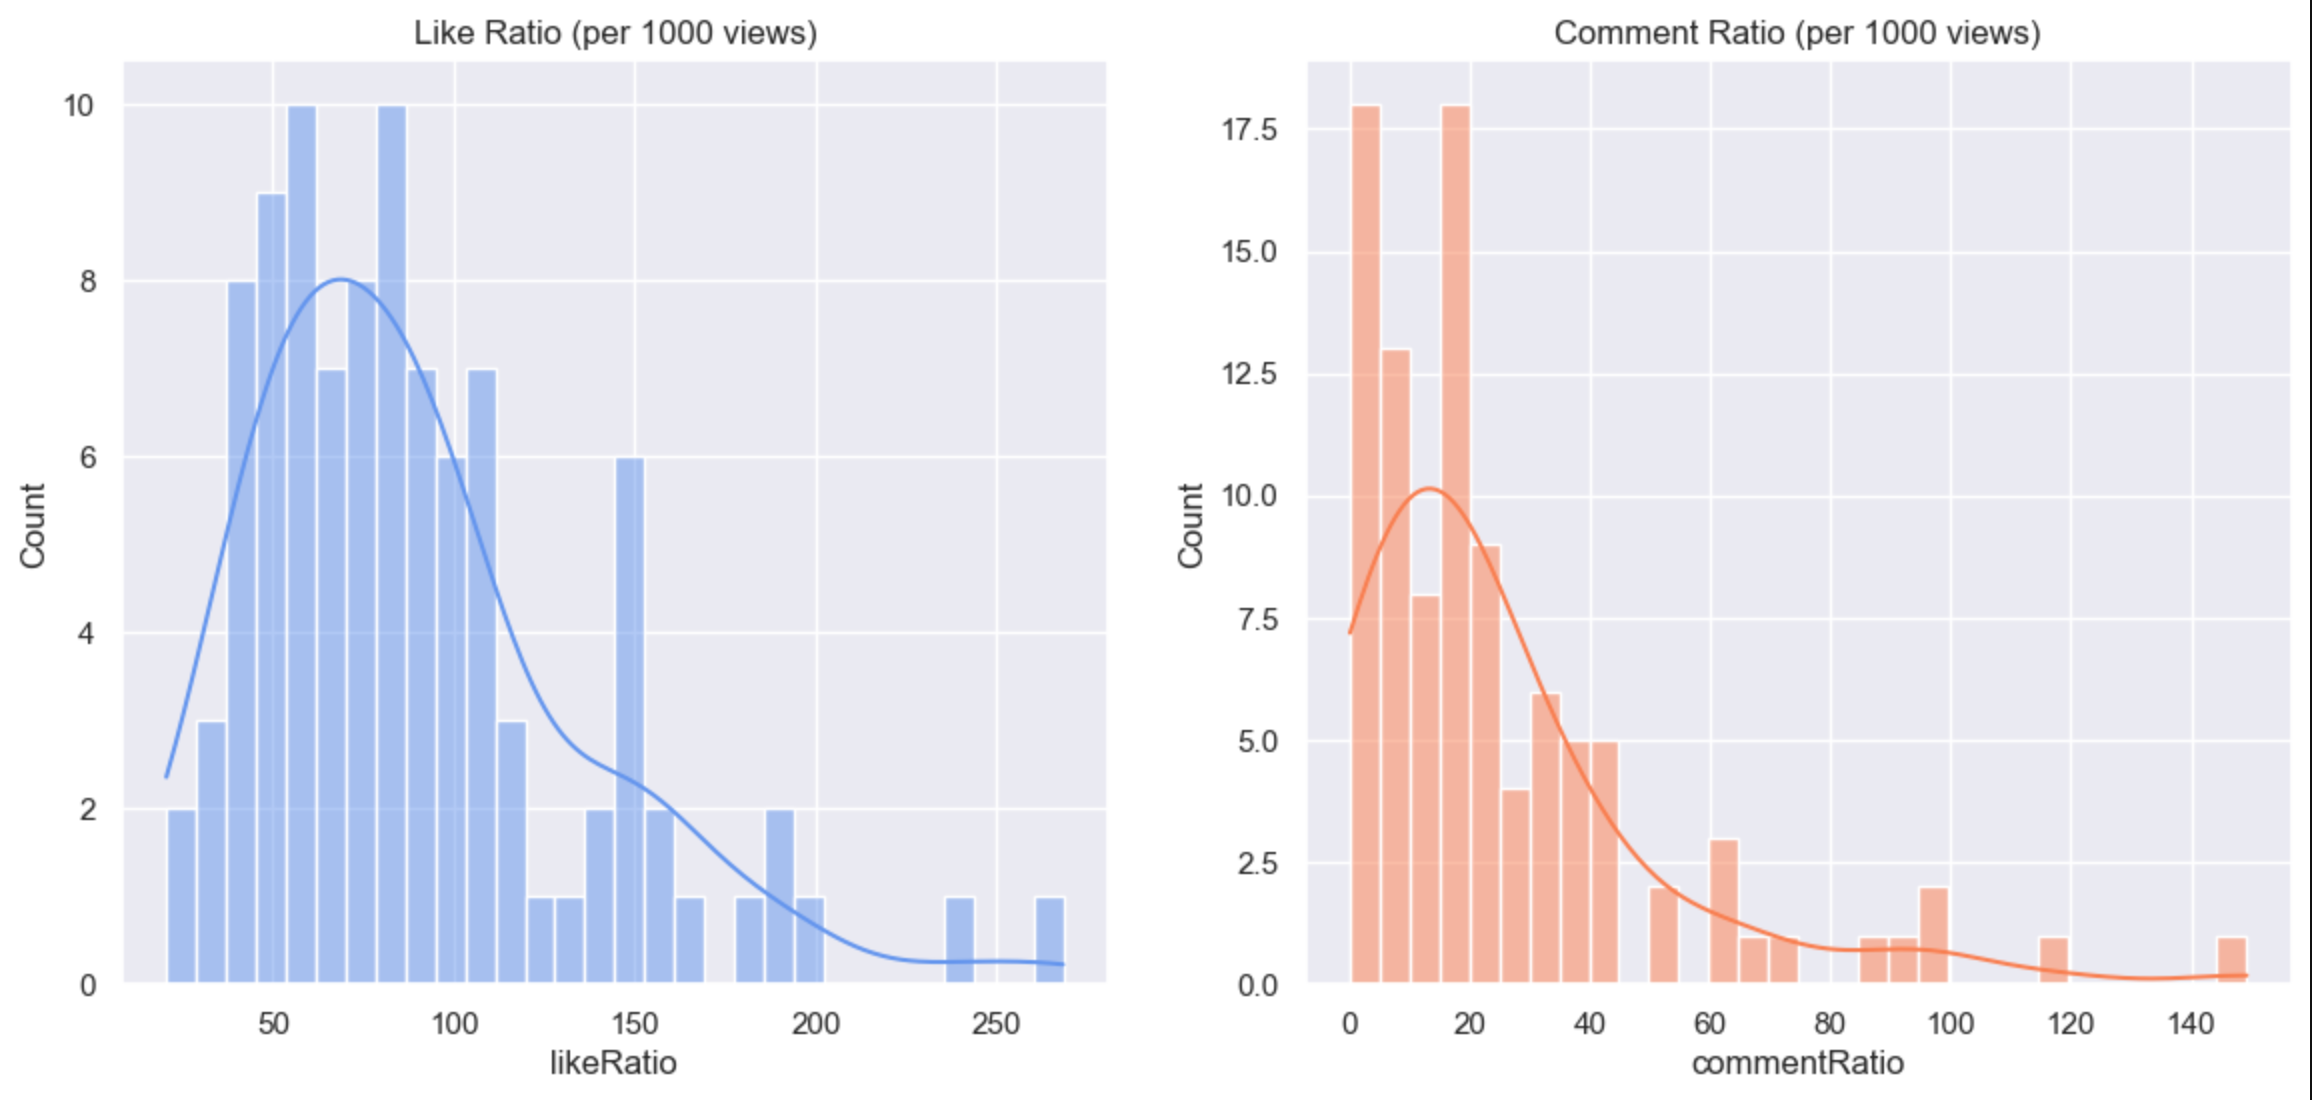 Like Ratio (per 1000 views)
10
8
6
4
2
0
Count
50 100 150 200 250
likeRatio
Comment Ratio (per 1000 views)
17.5
15.0
12.5
10.0
7.5
5.0
2.5
0.0
Count
0 20 40 60 80 100 120 140
commentRatio